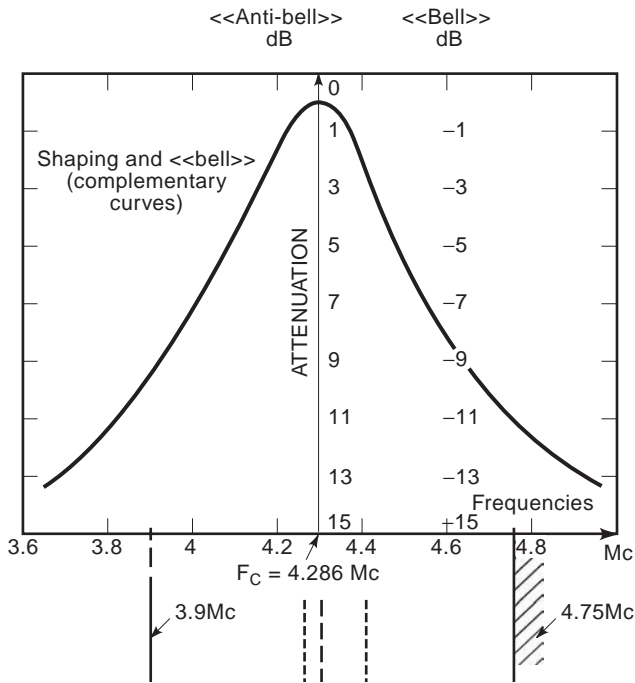 <<Anti-bell>> <<Bell>>
dB dB
0
1 –1
Shaping and <<bell>>
(complementary
curves)
3 –3
5 –5
ATTENUATION
7 –7
9 –9
11 –11
13 –13
Frequencies
15 –15
3.6 3.8 4 4.2 4.4 4.6 4.8 Mc
FC = 4.286 Mc
3.9Mc 4.75Mc